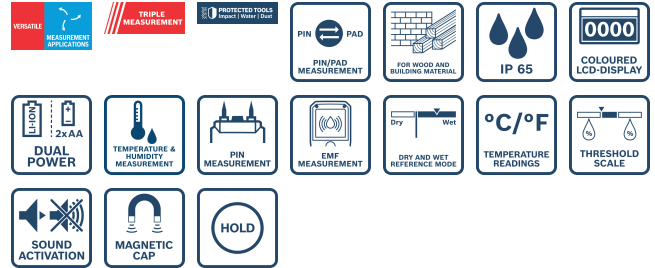 VERSATILE
MEASUREMENT
APPLICATIONS
TRIPLE
MEASUREMENT
PROTECTED TOOLS
Impact | Water | Dust
PIN
PAD
PIN/PAD
MEASUREMENT
FOR WOOD AND
BUILDING MATERIAL
IP 65
0000
COLOURED
LCD-DISPLAY
LI-ION
2xAA
DUAL
POWER
TEMPERATURE &
HUMIDITY
MEASUREMENT
PIN
MEASUREMENT
EMF
MEASUREMENT
Dry
Wet
DRY AND WET
REFERENCE MODE
°C/°F
TEMPERATURE
READINGS
%
%
THRESHOLD
SCALE
SOUND
ACTIVATION
MAGNETIC
CAP
HOLD